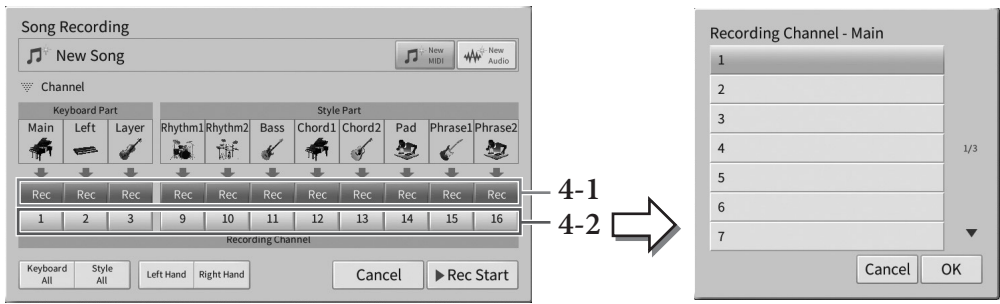 Song Recording
New Song
New MIDI
New Audio
Channel
Keyboard Part
Style Part
Main Left Layer Rhythm1 Rhythm2 Bass Chord1 Chord2 Pad Phrase1 Phrase2
Rec Rec Rec Rec Rec Rec Rec Rec Rec Rec Rec
4-1
1 2 3 9 10 11 12 13 14 15 16
4-2
Recording Channel
Keyboard All
Style All
Left Hand
Right Hand
Cancel
Rec Start
Recording Channel - Main
1
2
3
4
1/3
5
6
7
Cancel
OK